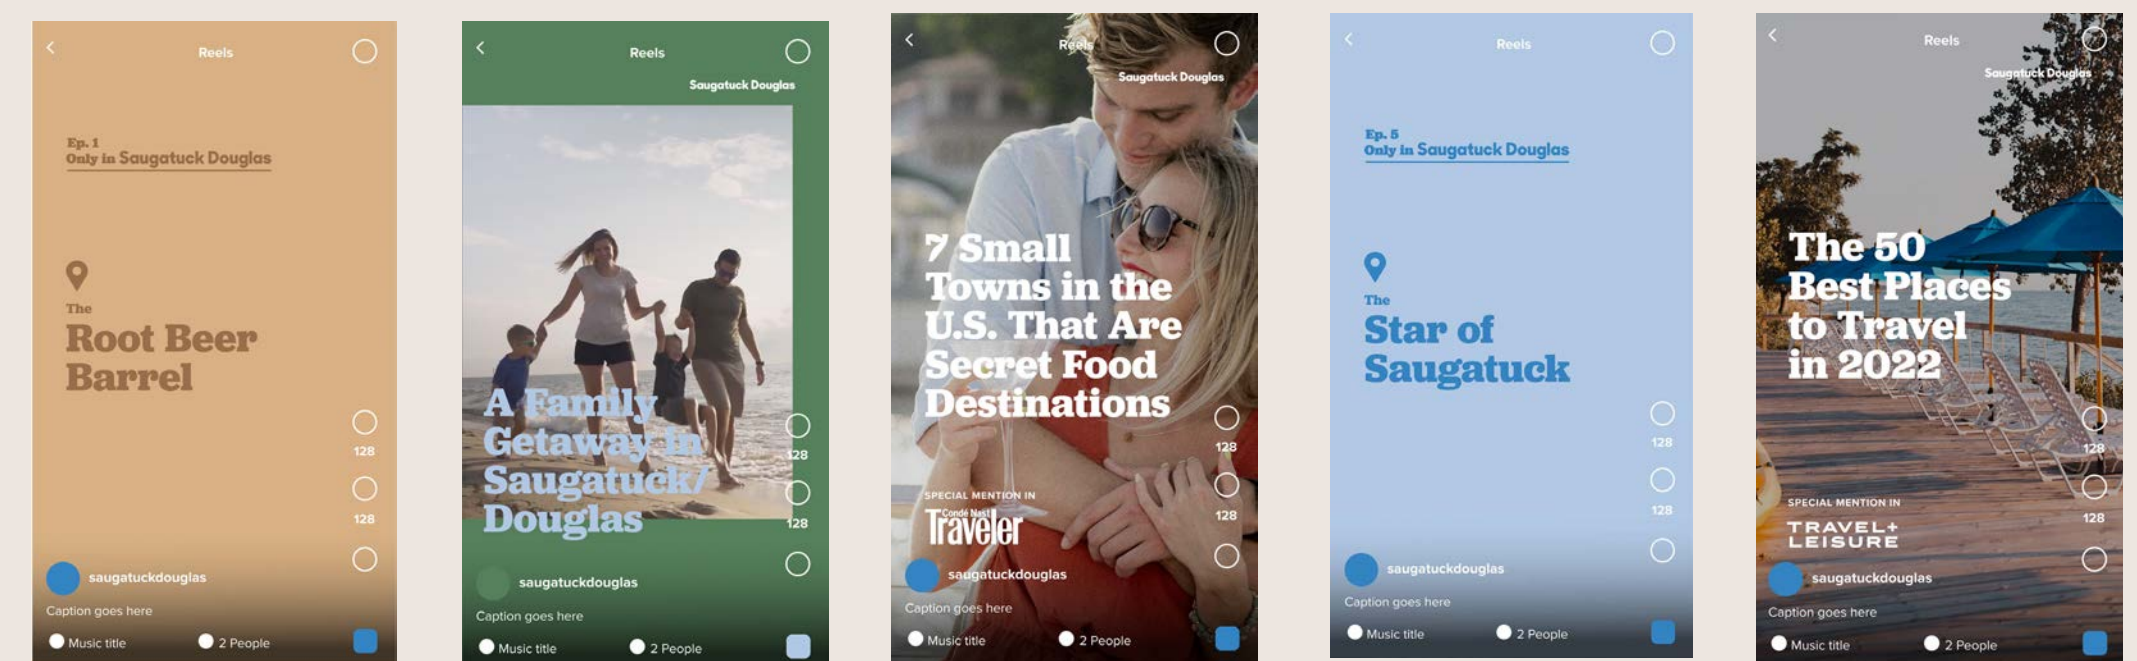 Reels
Ep. 1
Only in Saugatuck Douglas
The
Root Beer
Barrel
128
128
saugatuckdouglas
Caption goes here
Music title
2 People
Reels
Saugatuck Douglas
A Family
Getaway in
Saugatuck/
Douglas
128
128
saugatuckdouglas
Caption goes here
Music title
2 People
Reels
Saugatuck Douglas
7 Small
Towns in the
U.S. That Are
Secret Food
Destinations
128
SPECIAL MENTION IN
Condé Nast
Traveler
128
saugatuckdouglas
Caption goes here
Music title
2 People
Reels
Ep. 5
Only in Saugatuck Douglas
The
Star of
Saugatuck
128
128
saugatuckdouglas
Caption goes here
Music title
2 People
Reels
Saugatuck Douglas
The 50
Best Places
to Travel
in 2022
128
SPECIAL MENTION IN
128
TRAVEL+
LEISURE
saugatuckdouglas
Caption goes here
Music title
2 People